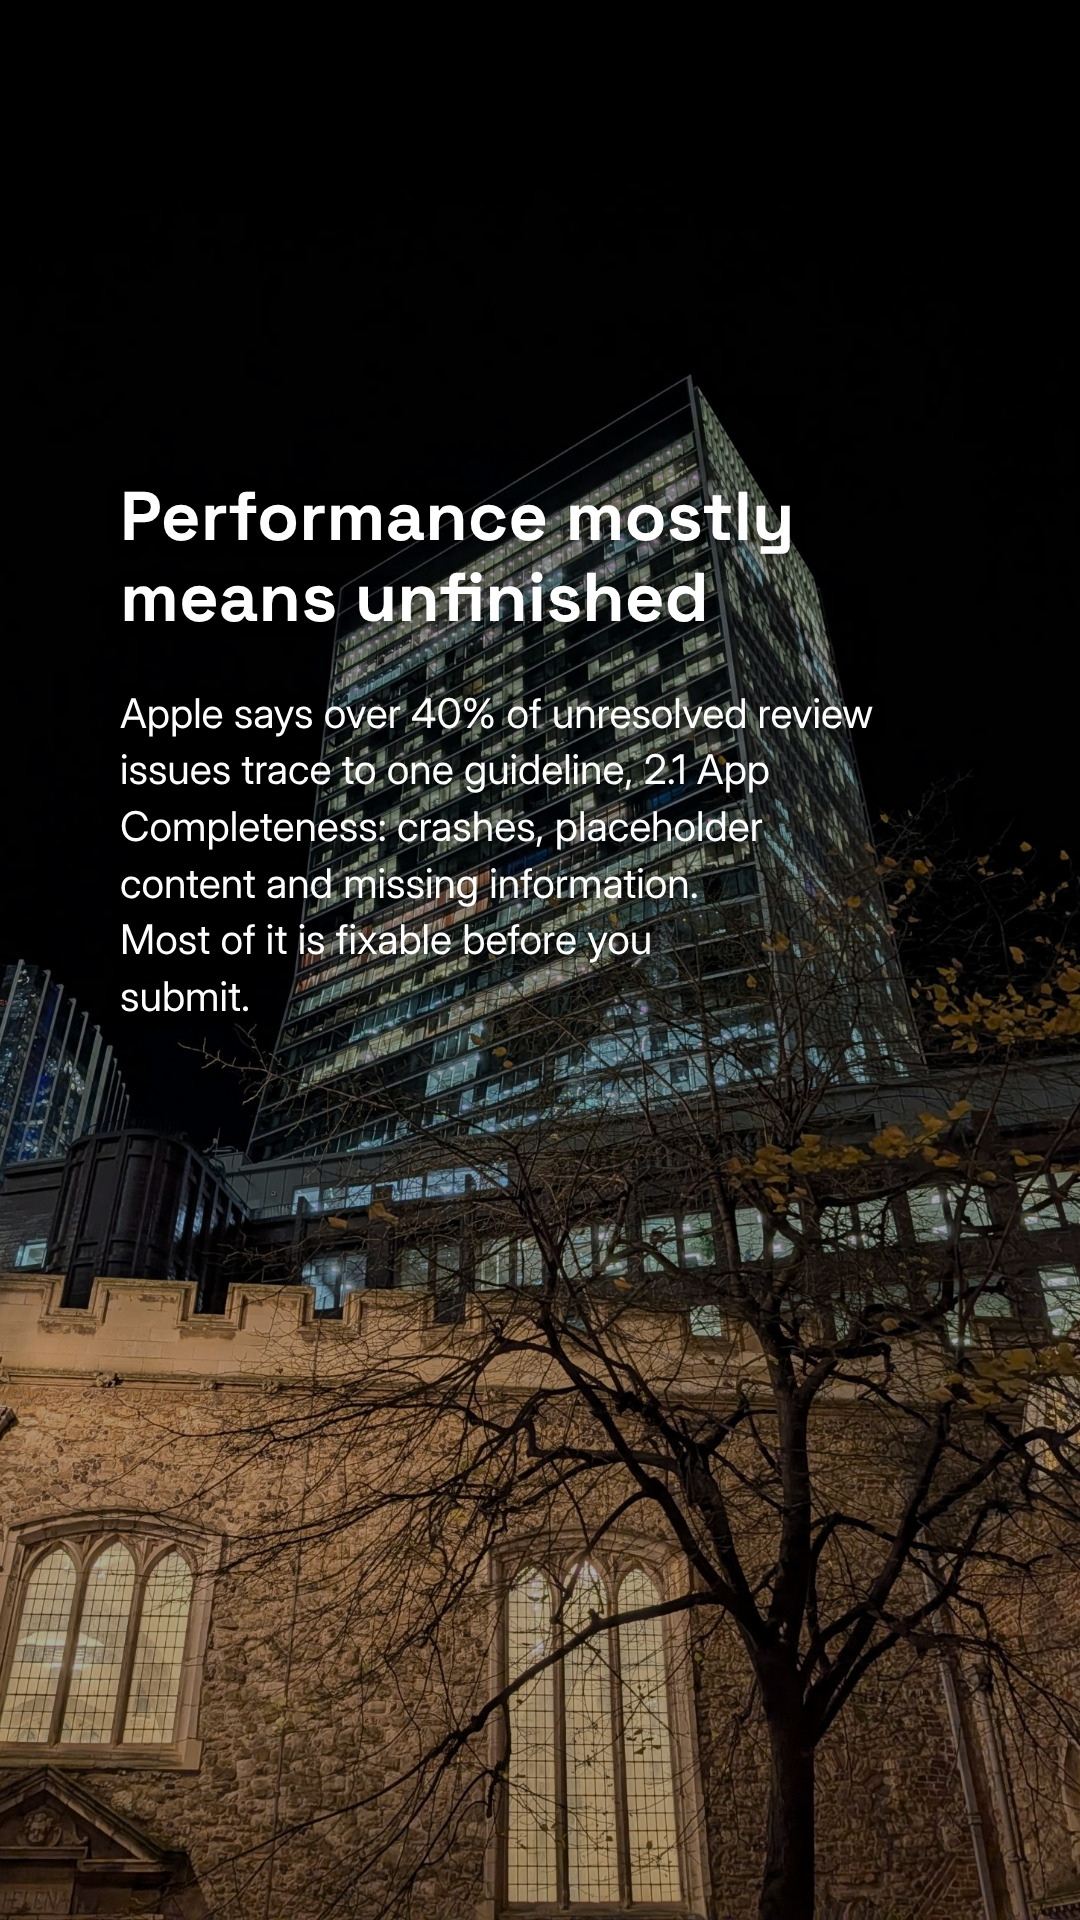 Performance mostly
means unfinished
Apple says over 40% of unresolved review
issues trace to one guideline, 2.1 App
Completeness: crashes, placeholder
content and missing information.
Most of it is fixable before you
submit.